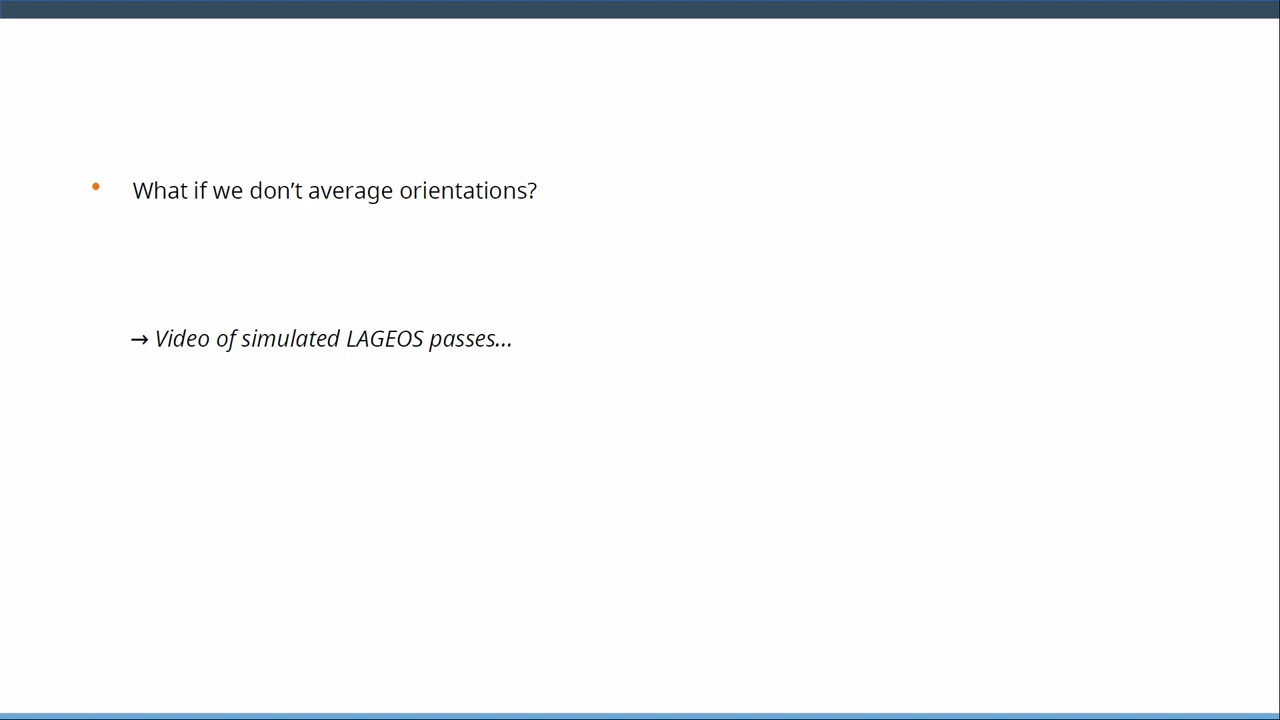 • What if we don’t average orientations?
→ Video of simulated LAGEOS passes...